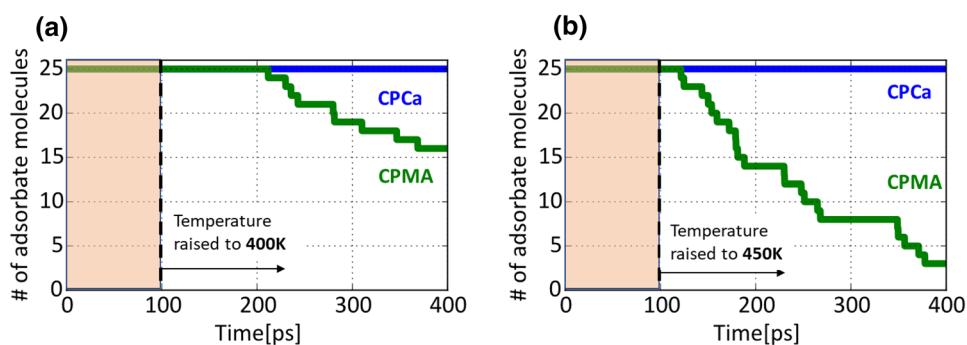 (a)
# of adsorbate molecules
25
20
15
10
5
0
CPCa
CPMA
Temperature
raised to 400K
0 100 200 300 400
Time[ps]
(b)
# of adsorbate molecules
25
20
15
10
5
0
CPCa
CPMA
Temperature
raised to 450K
0 100 200 300 400
Time[ps]